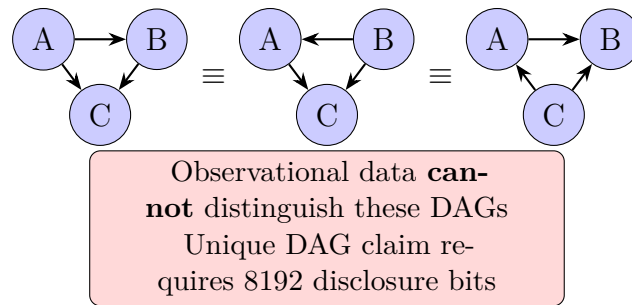 A B A B A B
≡ ≡
C C C
Observational data can-
not distinguish these DAGs
Unique DAG claim re-
quires 8192 disclosure bits